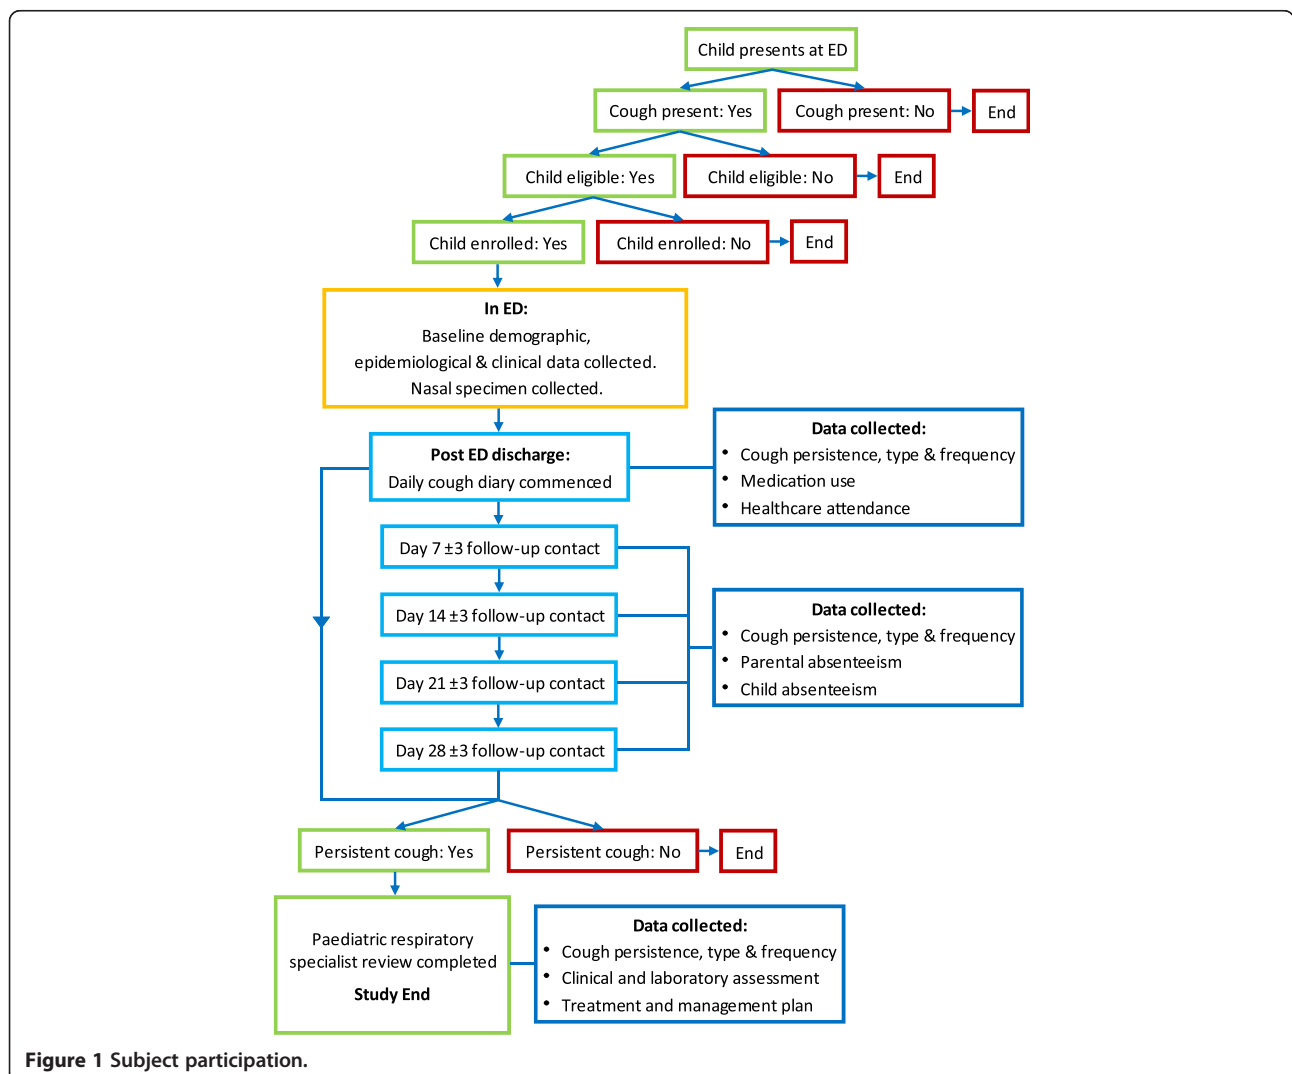 Child presents at ED
Cough present: Yes
Cough present: No
End
Child eligible: Yes
Child eligible: No
End
Child enrolled: Yes
Child enrolled: No
End
In ED:
Baseline demographic,
epidemiological & clinical data collected.
Nasal specimen collected.
Post ED discharge:
Daily cough diary commenced
Data collected:
• Cough persistence, type & frequency
• Medication use
• Healthcare attendance
Day 7 ±3 follow-up contact
Day 14 ±3 follow-up contact
Day 21 ±3 follow-up contact
Day 28 ±3 follow-up contact
Data collected:
• Cough persistence, type & frequency
• Parental absenteeism
• Child absenteeism
Persistent cough: Yes
Persistent cough: No
End
Paediatric respiratory
specialist review completed
Study End
Data collected:
• Cough persistence, type & frequency
• Clinical and laboratory assessment
• Treatment and management plan
Figure 1 Subject participation.